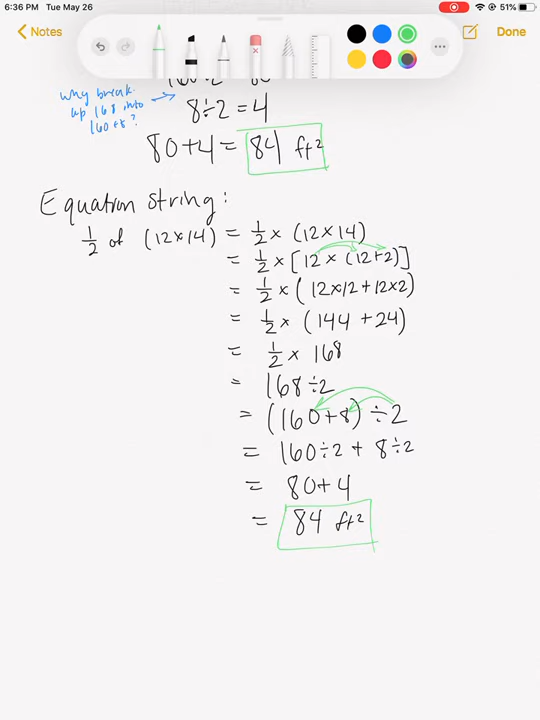 6:36 PM Tue May 26
51%
Notes
Done
why break
up 168 into
160 + 8?
8÷2 = 4
80+4 = 84 ft²
Equation string:
1/2 of (12×14) = 1/2 × (12×14)
= 1/2 × [12 × (12+2)]
= 1/2 × (12×12 + 12×2)
= 1/2 × (144 + 24)
= 1/2 × 168
= 168÷2
= (160+8) ÷2
= 160÷2 + 8÷2
= 80+4
= 84 ft²